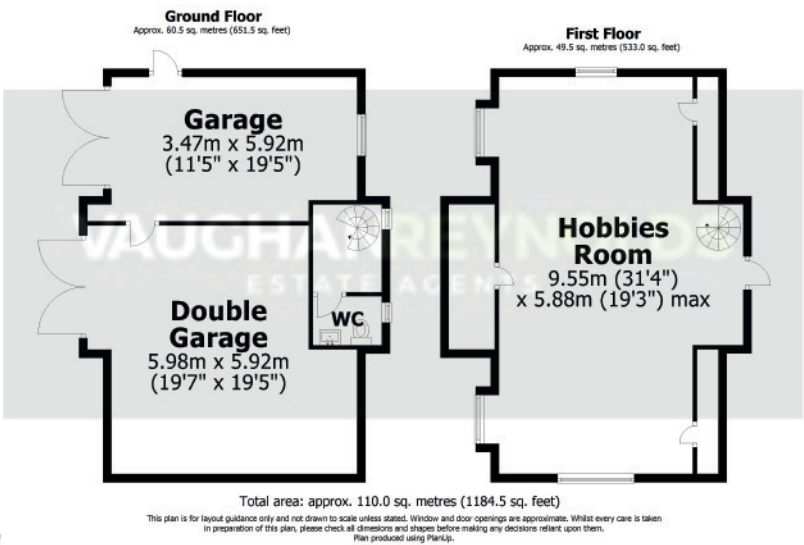 Ground Floor
Approx. 60.5 sq. metres (651.5 sq. feet)
First Floor
Approx. 49.5 sq. metres (533.0 sq. feet)
Garage
3.47m x 5.92m
(11'5" x 19'5")
VAUGHANREYNOLDS
ESTATE AGENTS
Hobbies
Room
9.55m (31'4")
x 5.88m (19'3") max
Double
Garage
5.98m x 5.92m
(19'7" x 19'5")
WC
Total area: approx. 110.0 sq. metres (1184.5 sq. feet)
This plan is for layout guidance only and not drawn to scale unless stated. Window and door openings are approximate. Whilst every care is taken
in preparation of this plan, please check all dimesions and shapes before making any decisions reliant upon them.
Plan produced using PlanUp.